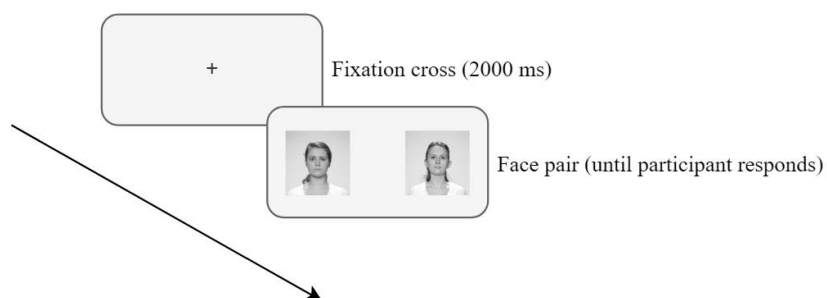 +
Fixation cross (2000 ms)
Face pair (until participant responds)